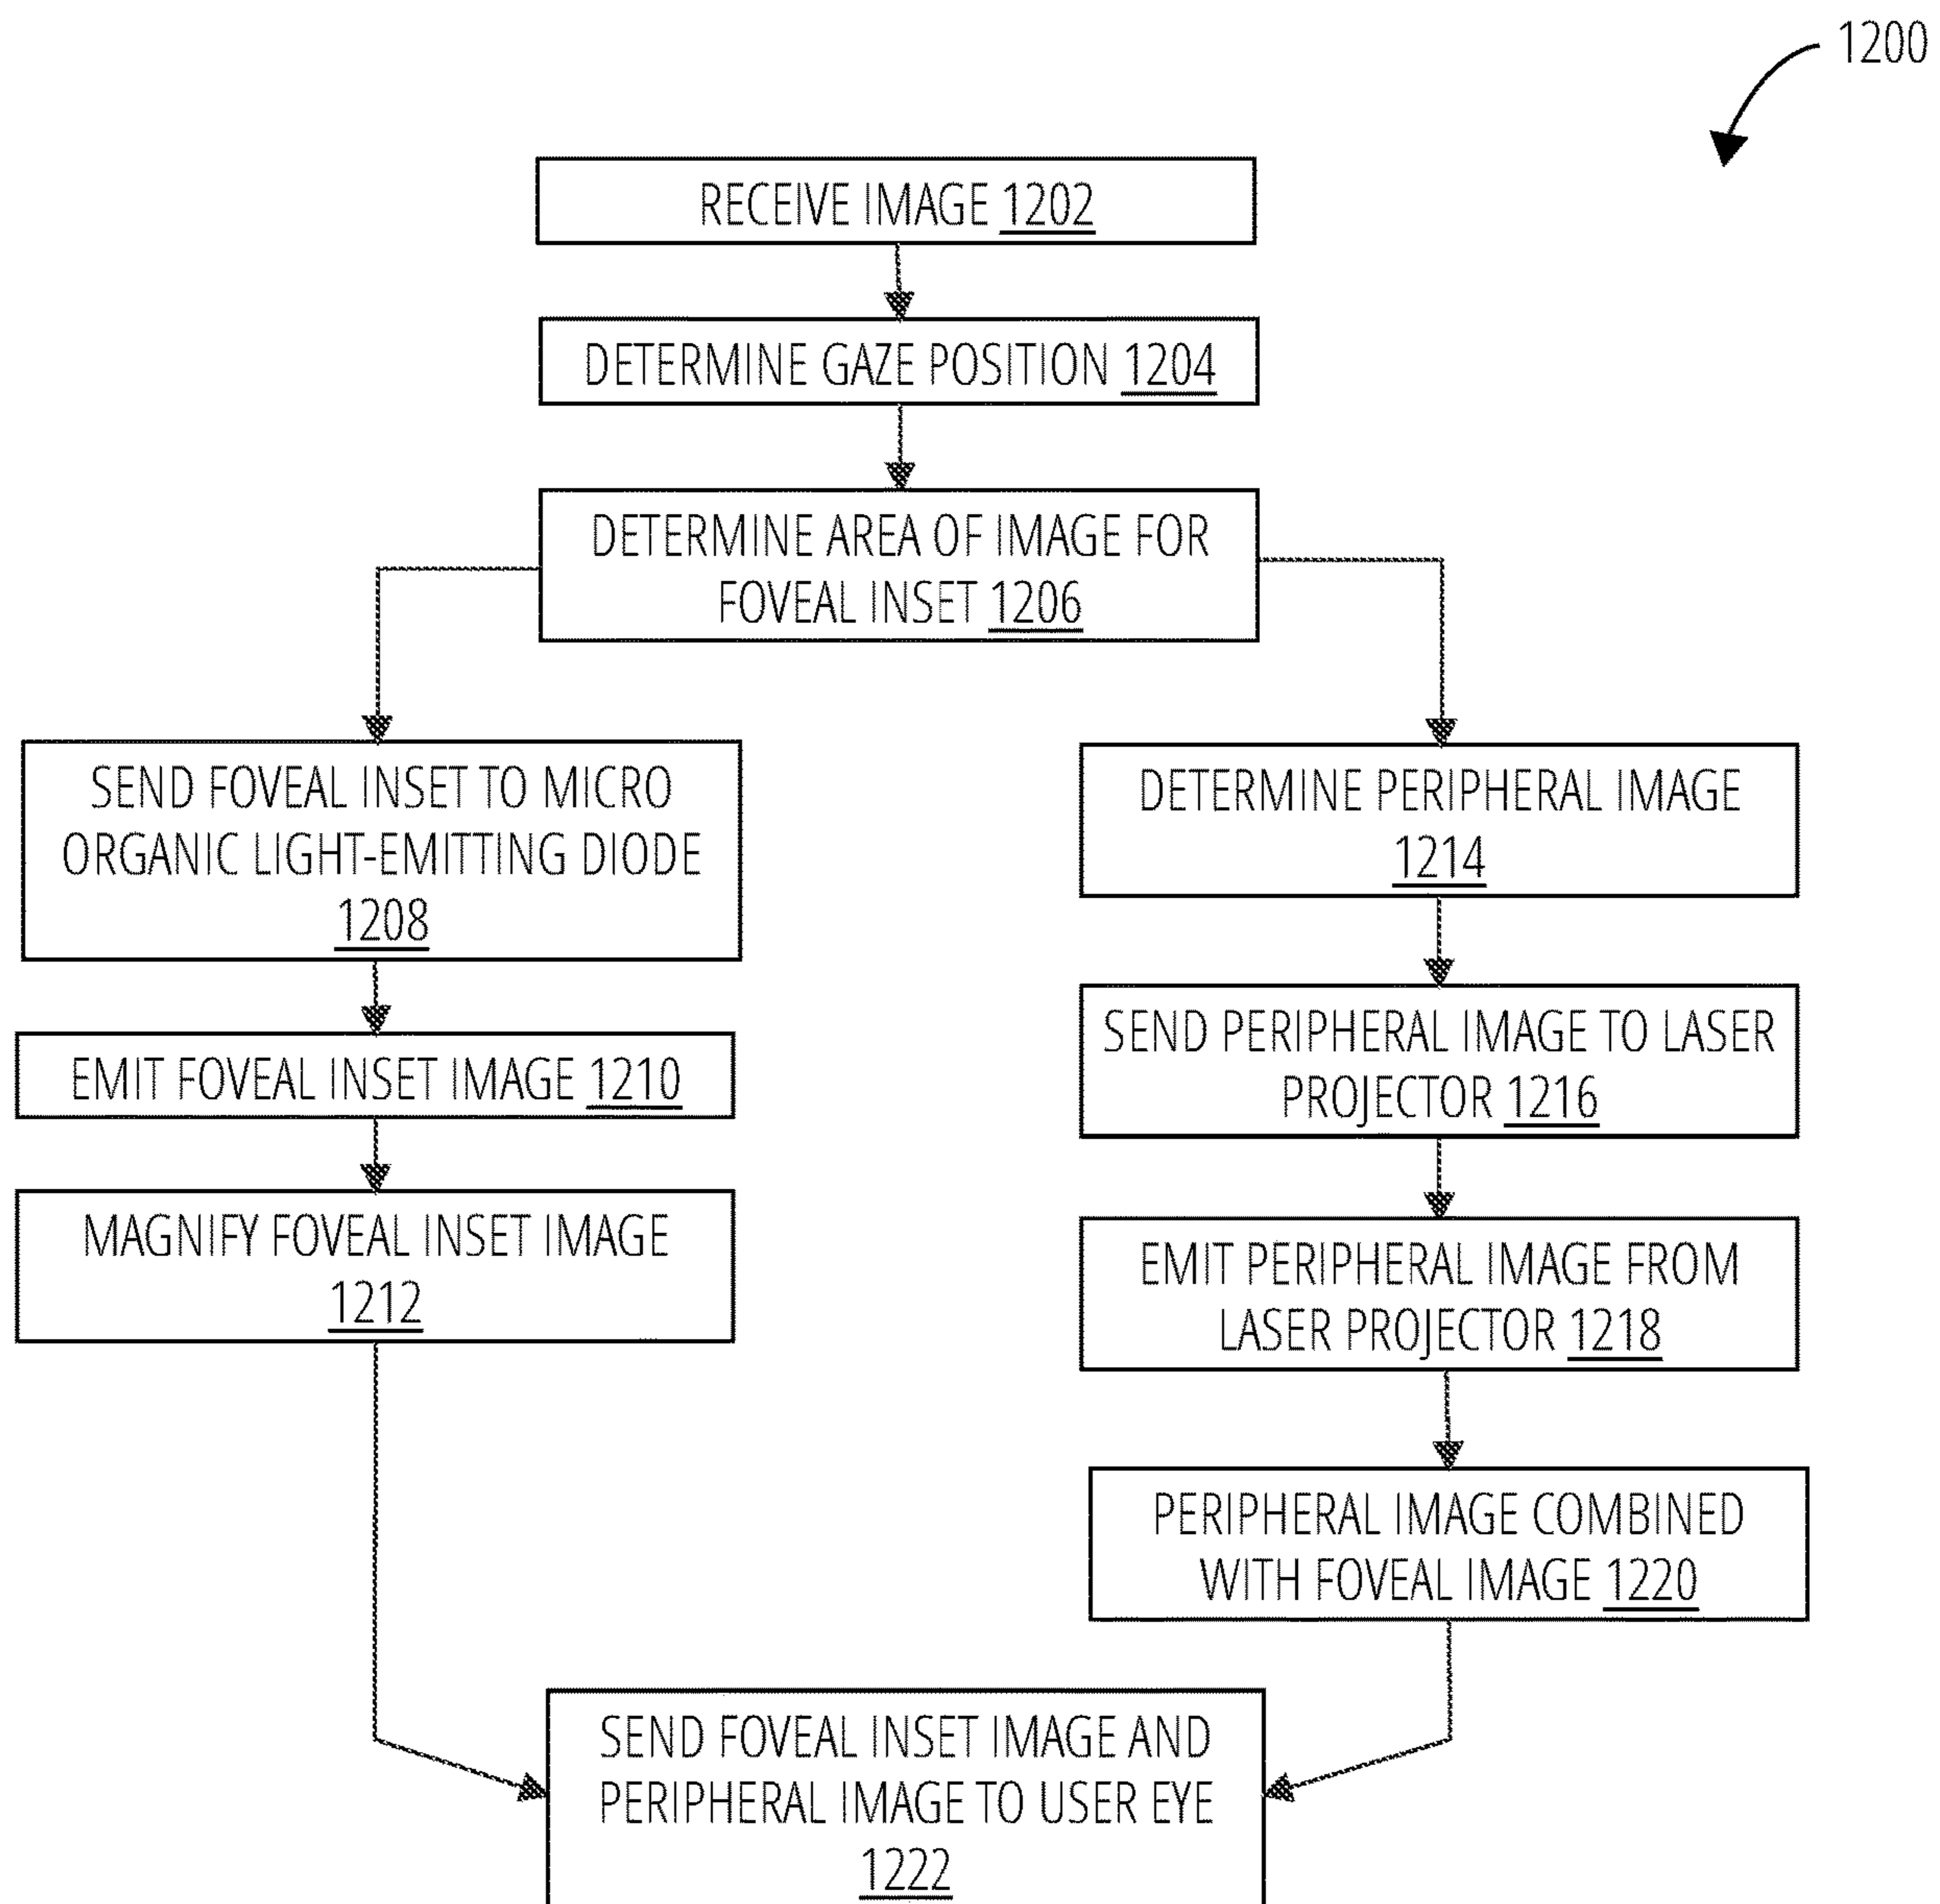 1200
RECEIVE IMAGE 1202
DETERMINE GAZE POSITION 1204
DETERMINE AREA OF IMAGE FOR
FOVEAL INSET 1206
SEND FOVEAL INSET TO MICRO
ORGANIC LIGHT-EMITTING DIODE
1208
EMIT FOVEAL INSET IMAGE 1210
MAGNIFY FOVEAL INSET IMAGE
1212
DETERMINE PERIPHERAL IMAGE
1214
SEND PERIPHERAL IMAGE TO LASER
PROJECTOR 1216
EMIT PERIPHERAL IMAGE FROM
LASER PROJECTOR 1218
PERIPHERAL IMAGE COMBINED
WITH FOVEAL IMAGE 1220
SEND FOVEAL INSET IMAGE AND
PERIPHERAL IMAGE TO USER EYE
1222